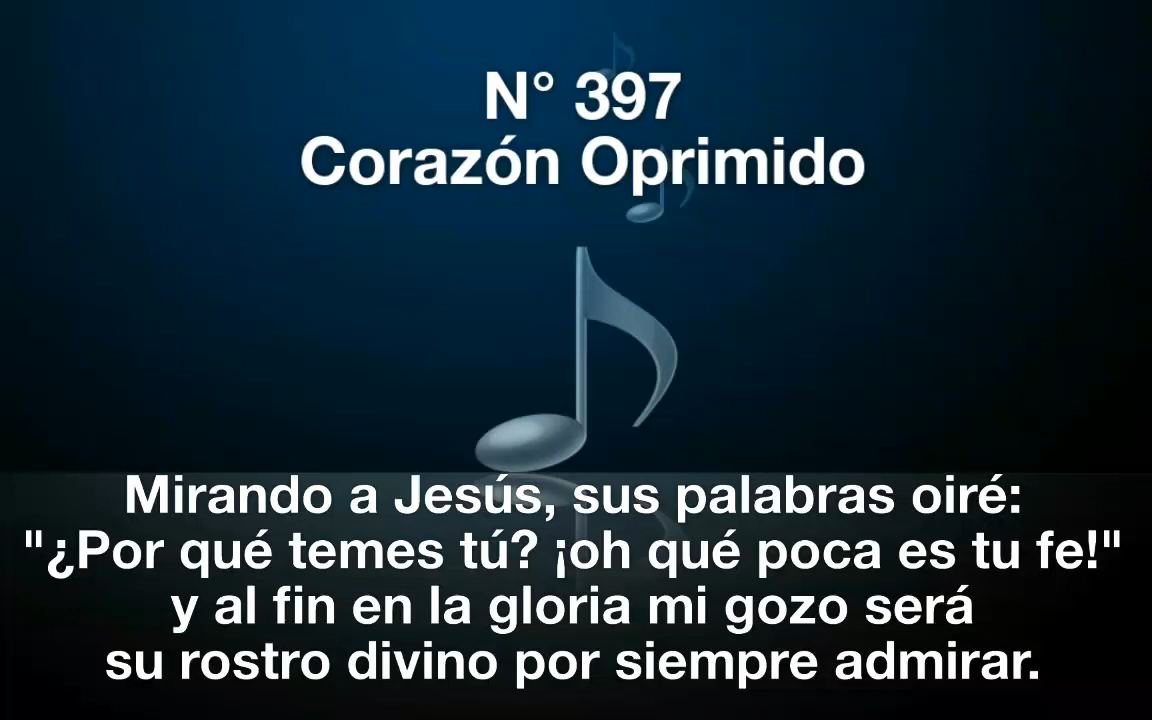 N° 397
Corazón Oprimido
Mirando a Jesús, sus palabras oiré:
"¿Por qué temes tú? ¡oh qué poca es tu fe!"
y al fin en la gloria mi gozo será
su rostro divino por siempre admirar.